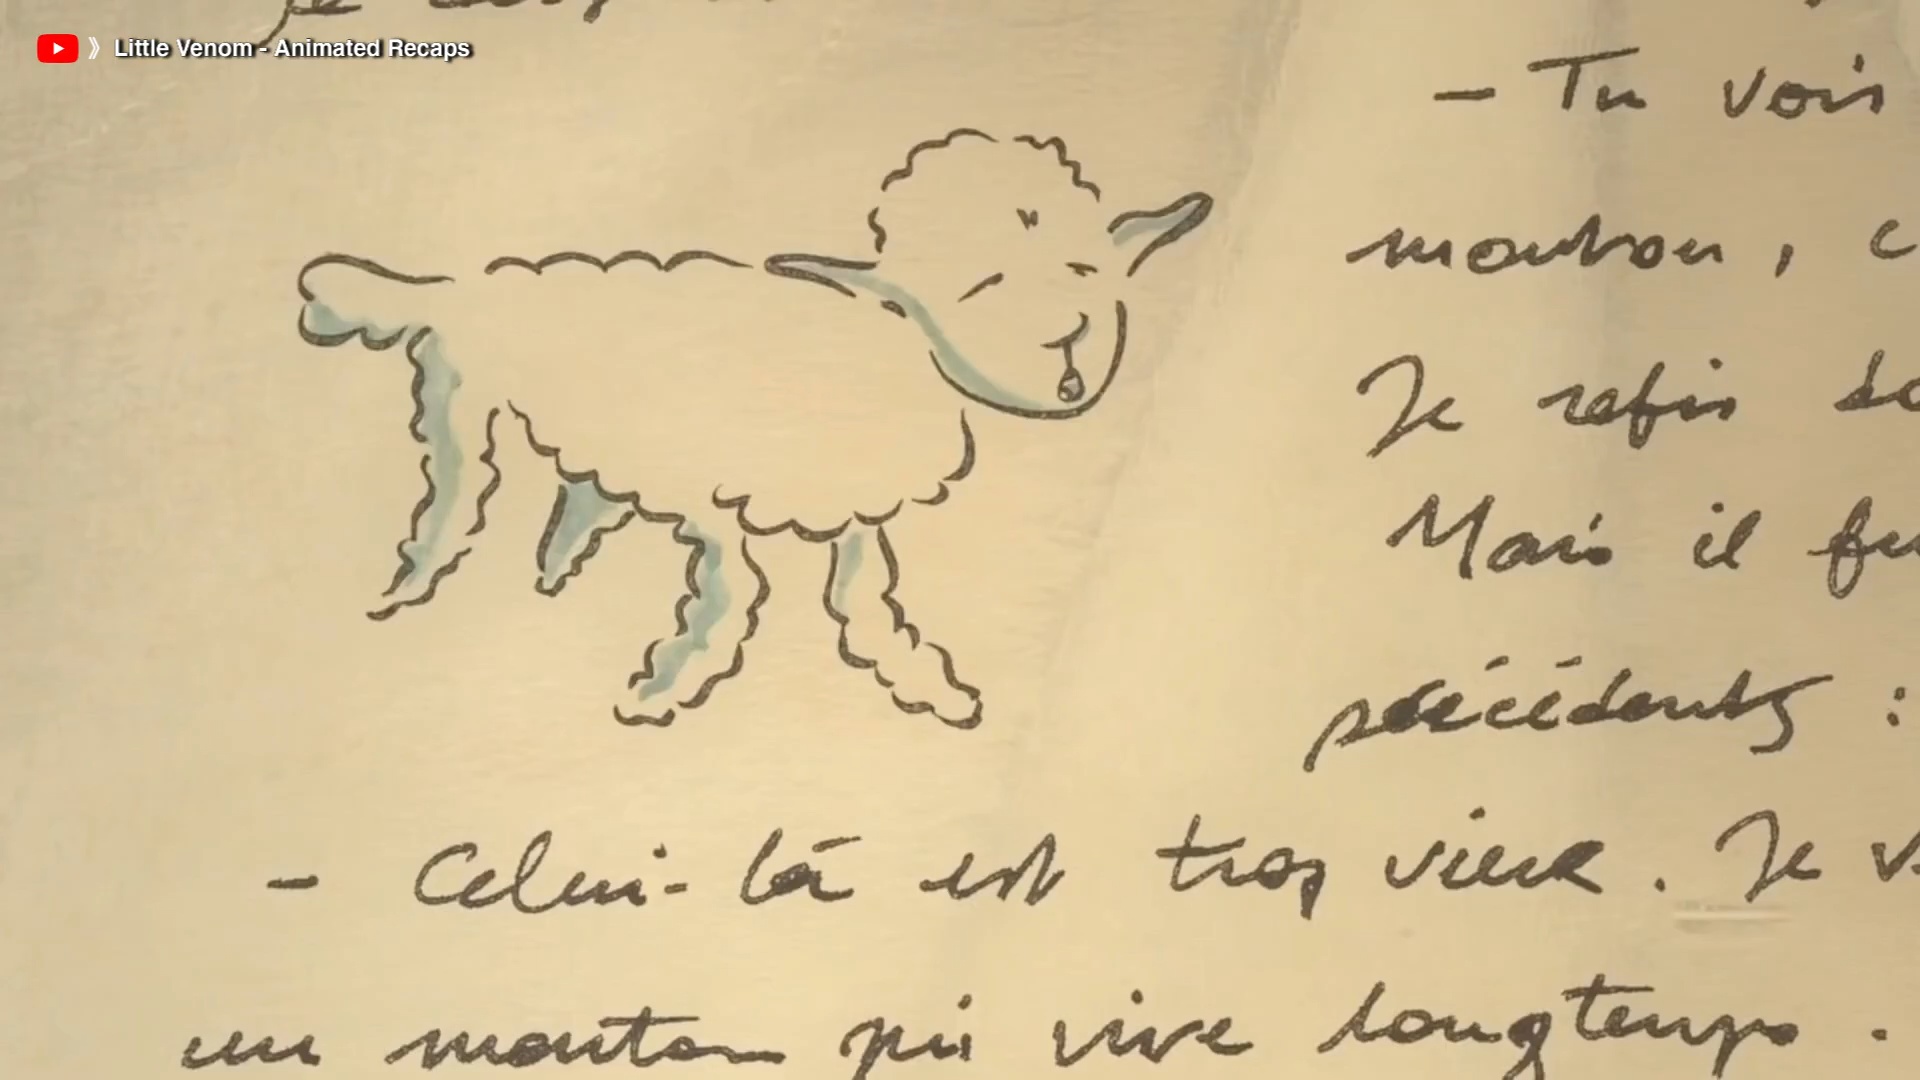 Little Venom - Animated Recaps
- Tu vois
mouton, c
Je refis
Mais il fu
précédents :
- Celui-là est trop vieux. Je v
un mouton qui vive longtemps.